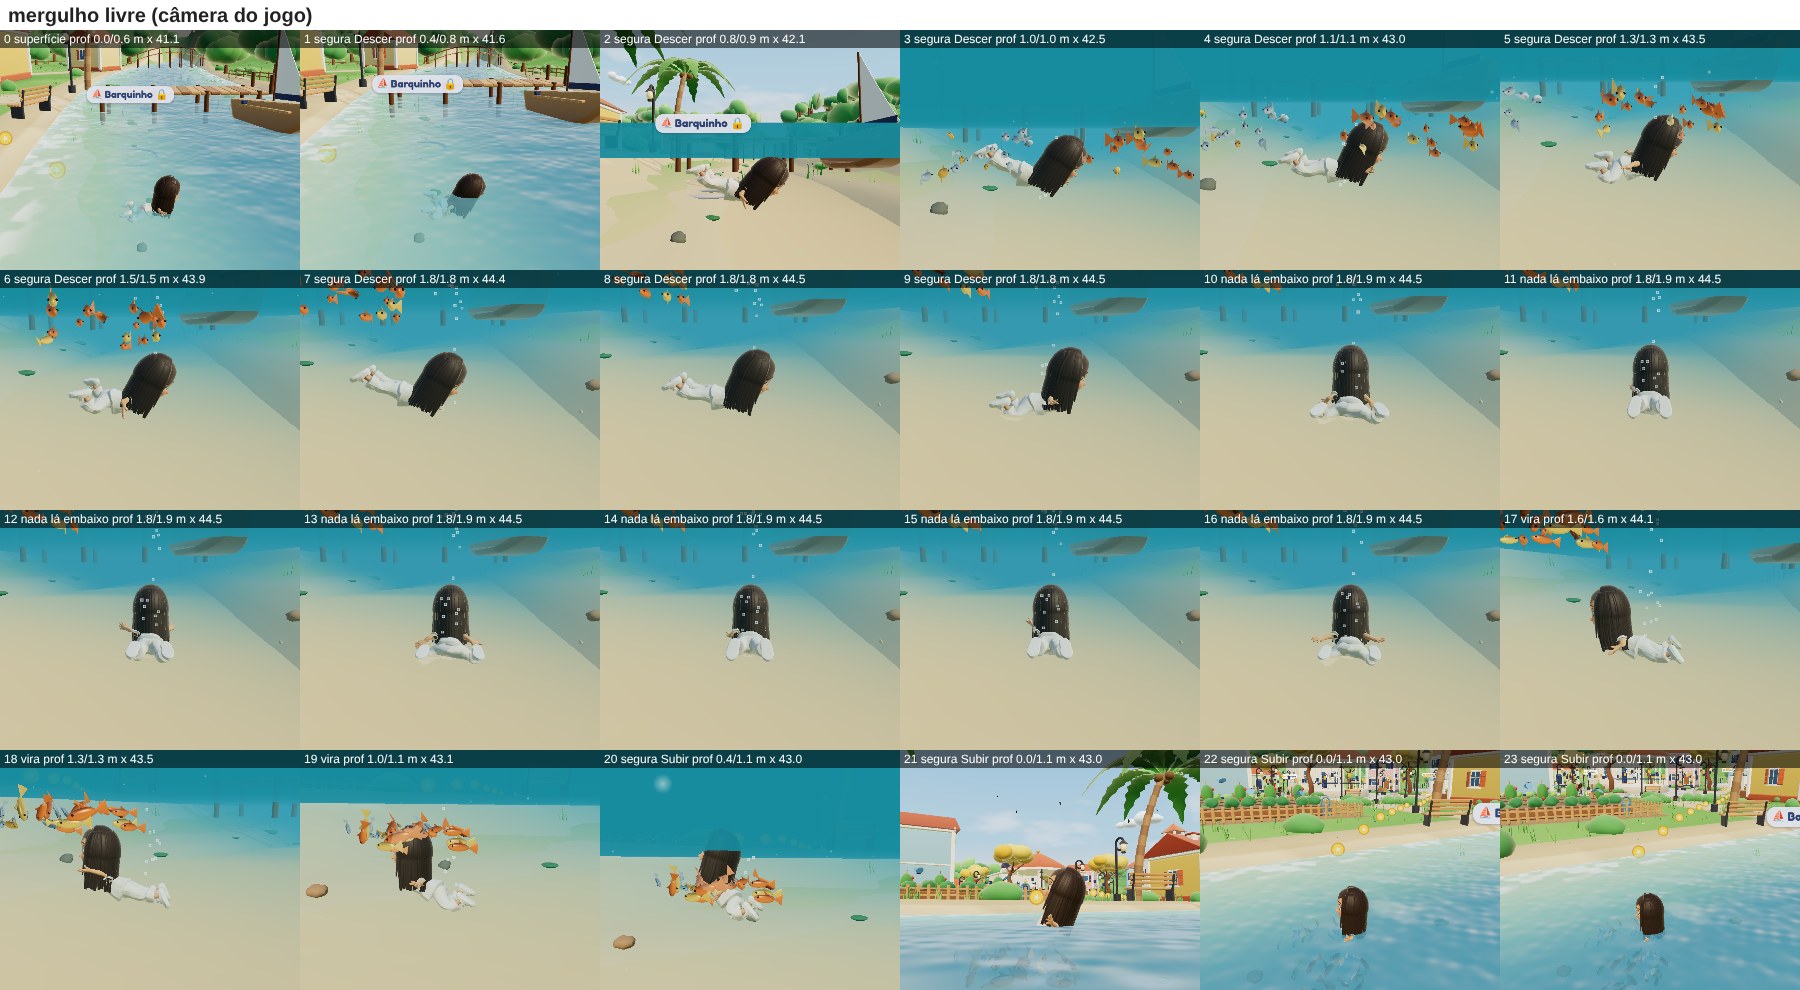 mergulho livre (câmera do jogo)
0 superfície prof 0.0/0.6 m x 41.1
1 segura Descer prof 0.4/0.8 m x 41.6
2 segura Descer prof 0.8/0.9 m x 42.1
3 segura Descer prof 1.0/1.0 m x 42.5
4 segura Descer prof 1.1/1.1 m x 43.0
5 segura Descer prof 1.3/1.3 m x 43.5
Barquinho
Barquinho
Barquinho
6 segura Descer prof 1.5/1.5 m x 43.9
7 segura Descer prof 1.8/1.8 m x 44.4
8 segura Descer prof 1.8/1.8 m x 44.5
9 segura Descer prof 1.8/1.8 m x 44.5
10 nada lá embaixo prof 1.8/1.9 m x 44.5
11 nada lá embaixo prof 1.8/1.9 m x 44.5
12 nada lá embaixo prof 1.8/1.9 m x 44.5
13 nada lá embaixo prof 1.8/1.9 m x 44.5
14 nada lá embaixo prof 1.8/1.9 m x 44.5
15 nada lá embaixo prof 1.8/1.9 m x 44.5
16 nada lá embaixo prof 1.8/1.9 m x 44.5
17 vira prof 1.6/1.6 m x 44.1
18 vira prof 1.3/1.3 m x 43.5
19 vira prof 1.0/1.1 m x 43.1
20 segura Subir prof 0.4/1.1 m x 43.0
21 segura Subir prof 0.0/1.1 m x 43.0
22 segura Subir prof 0.0/1.1 m x 43.0
23 segura Subir prof 0.0/1.1 m x 43.0